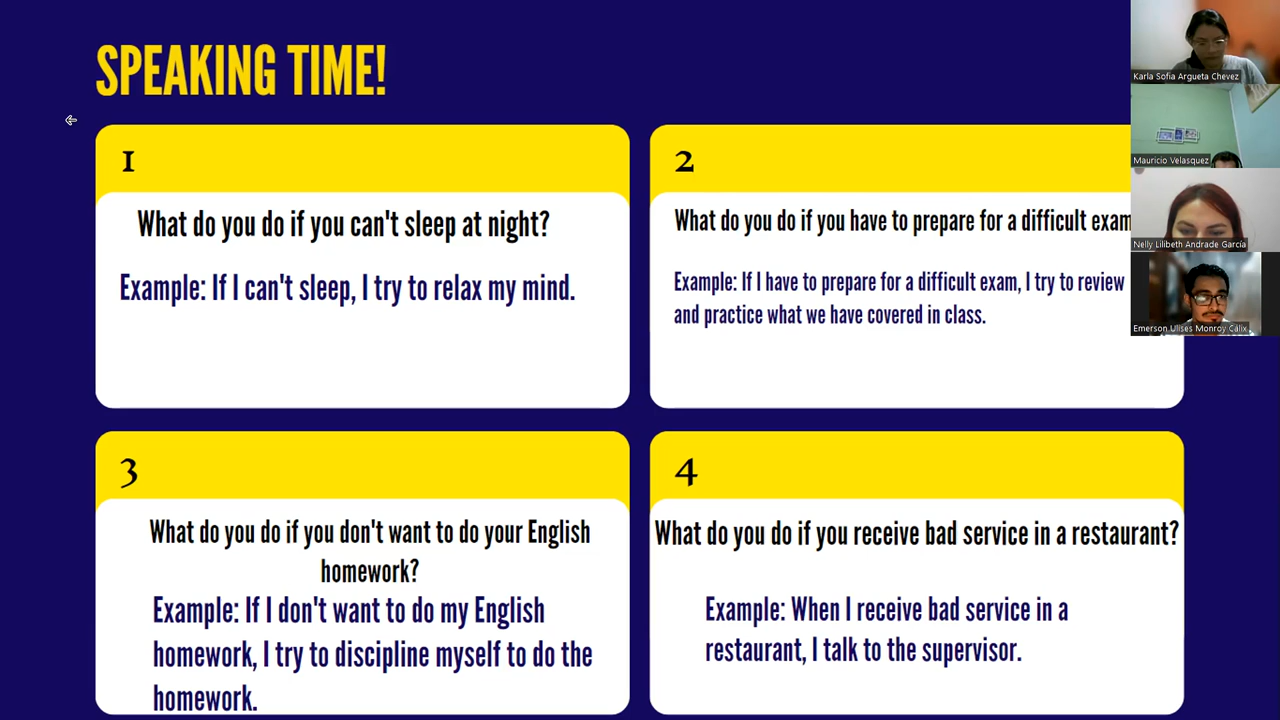 SPEAKING TIME!
1
What do you do if you can't sleep at night?
Example: If I can't sleep, I try to relax my mind.
2
What do you do if you have to prepare for a difficult exam
Example: If I have to prepare for a difficult exam, I try to review
and practice what we have covered in class.
3
What do you do if you don't want to do your English
homework?
Example: If I don't want to do my English
homework, I try to discipline myself to do the
homework.
4
What do you do if you receive bad service in a restaurant?
Example: When I receive bad service in a
restaurant, I talk to the supervisor.
Karla Sofia Argueta Chevez
Mauricio Velasquez
Nelly Lilibeth Andrade García
Emerson Ulises Monroy Cálix